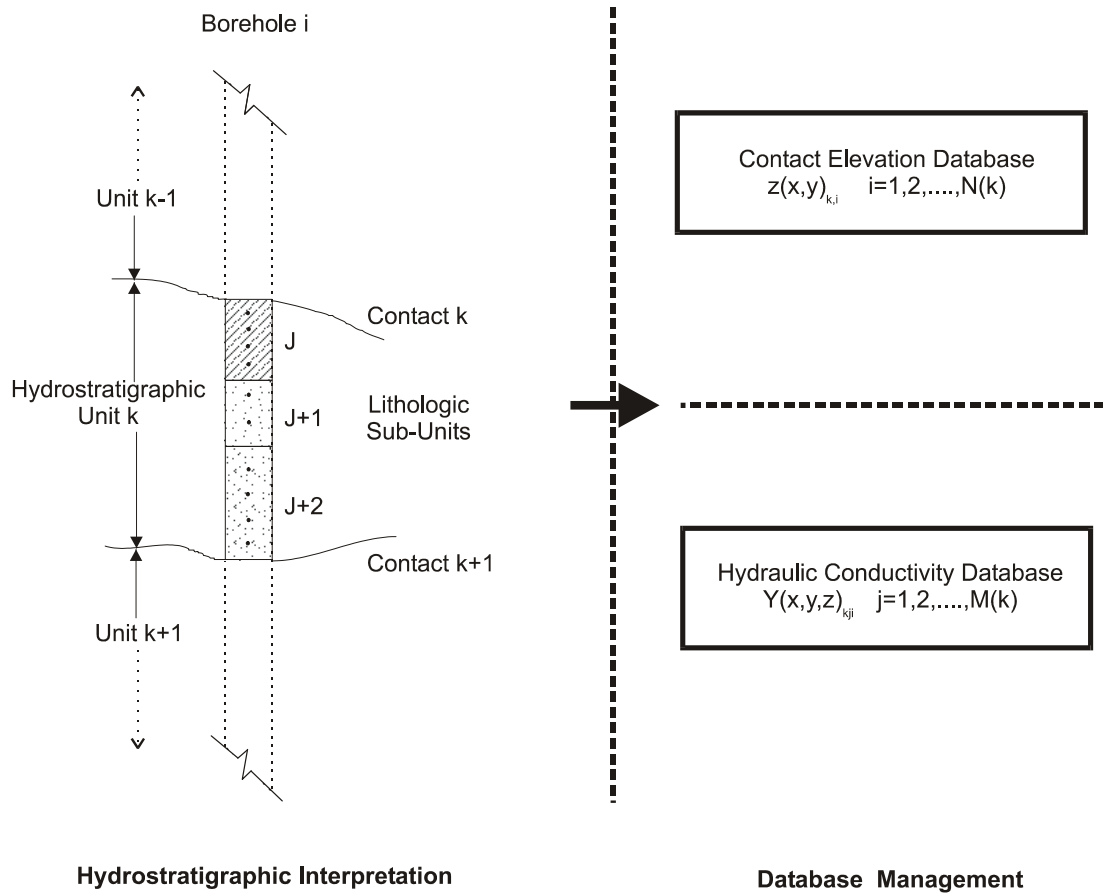 Borehole i
Unit k-1
Contact k
J
Hydrostratigraphic
Unit k
J+1
Lithologic
Sub-Units
J+2
Contact k+1
Unit k+1
Hydrostratigraphic Interpretation
Contact Elevation Database
z(x,y)k,i i=1,2,....,N(k)
Hydraulic Conductivity Database
Y(x,y,z)kji j=1,2,....,M(k)
Database Management